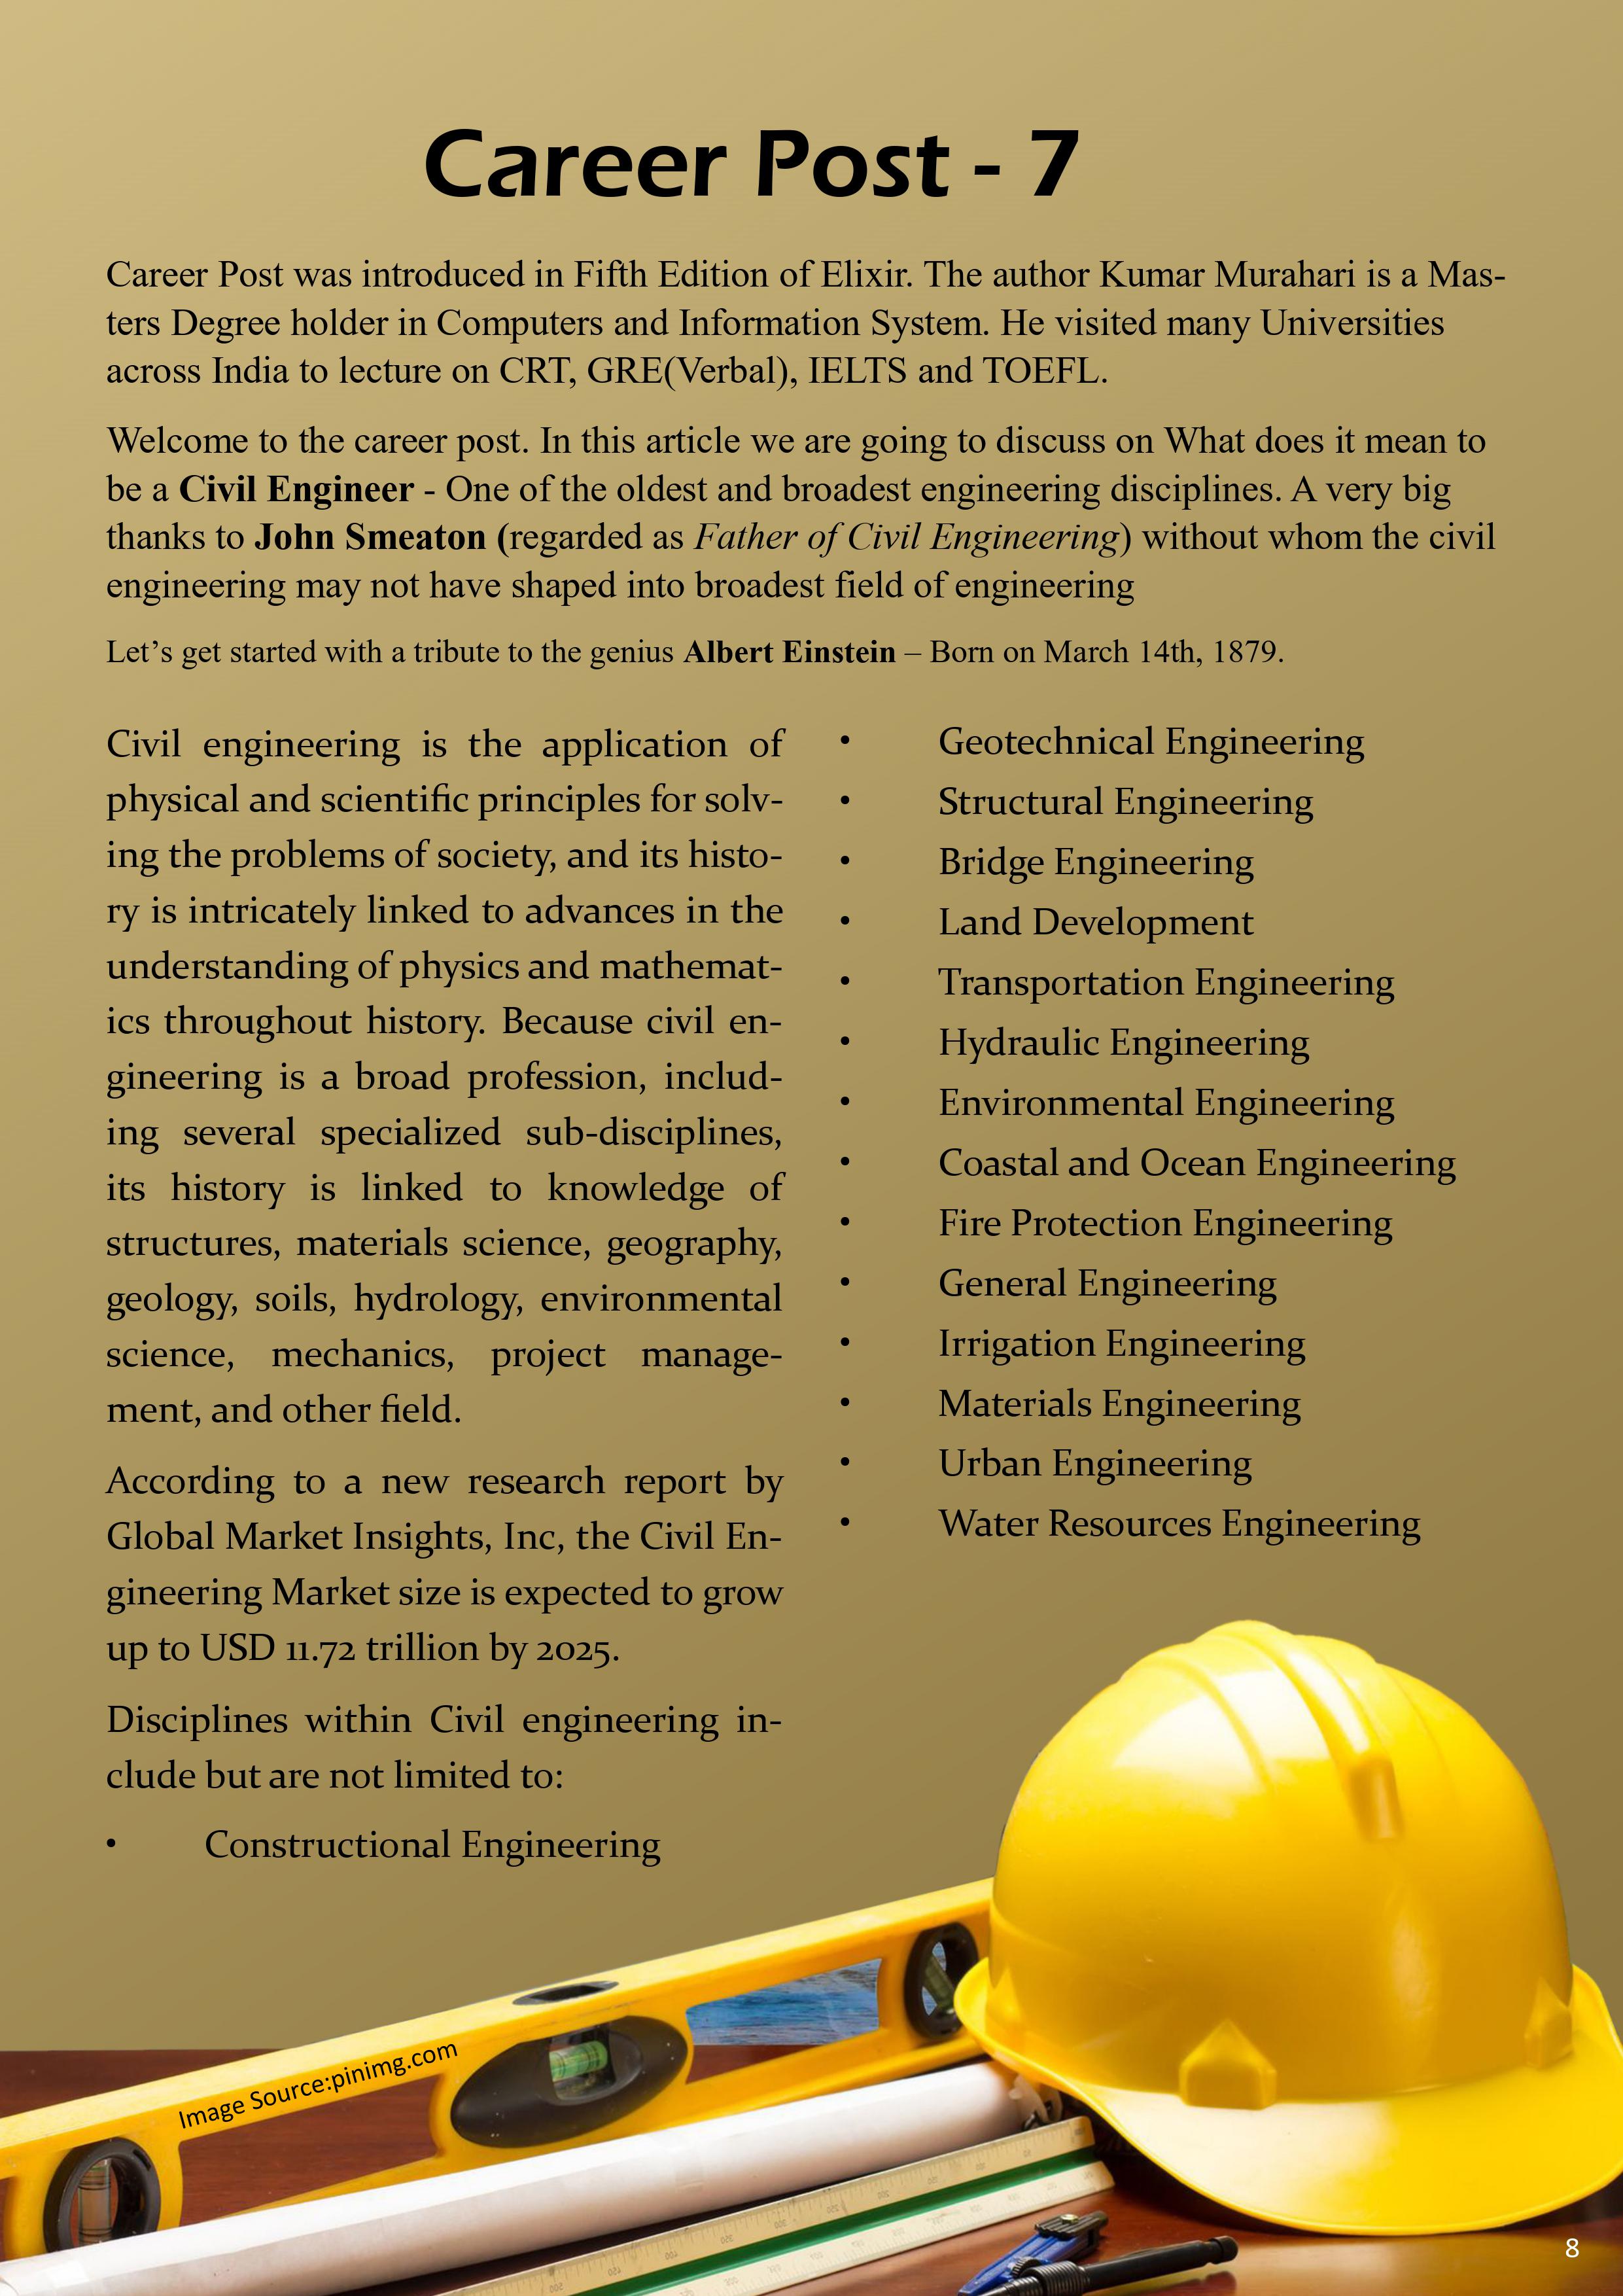 Career Post - 7
Career Post was introduced in Fifth Edition of Elixir. The author Kumar Murahari is a Mas-
ters Degree holder in Computers and Information System. He visited many Universities
across India to lecture on CRT, GRE(Verbal), IELTS and TOEFL.
Welcome to the career post. In this article we are going to discuss on What does it mean to
be a Civil Engineer - One of the oldest and broadest engineering disciplines. A very big
thanks to John Smeaton (regarded as Father of Civil Engineering) without whom the civil
engineering may not have shaped into broadest field of engineering
Let’s get started with a tribute to the genius Albert Einstein – Born on March 14th, 1879.
Civil engineering is the application of
physical and scientific principles for solv-
ing the problems of society, and its histo-
ry is intricately linked to advances in the
understanding of physics and mathemat-
ics throughout history. Because civil en-
gineering is a broad profession, includ-
ing several specialized sub-disciplines,
its history is linked to knowledge of
structures, materials science, geography,
geology, soils, hydrology, environmental
science, mechanics, project manage-
ment, and other field.
According to a new research report by
Global Market Insights, Inc, the Civil En-
gineering Market size is expected to grow
up to USD 11.72 trillion by 2025.
Disciplines within Civil engineering in-
clude but are not limited to:
• Constructional Engineering
• Geotechnical Engineering
• Structural Engineering
• Bridge Engineering
• Land Development
• Transportation Engineering
• Hydraulic Engineering
• Environmental Engineering
• Coastal and Ocean Engineering
• Fire Protection Engineering
• General Engineering
• Irrigation Engineering
• Materials Engineering
• Urban Engineering
• Water Resources Engineering
Image Source:pinimg.com
8